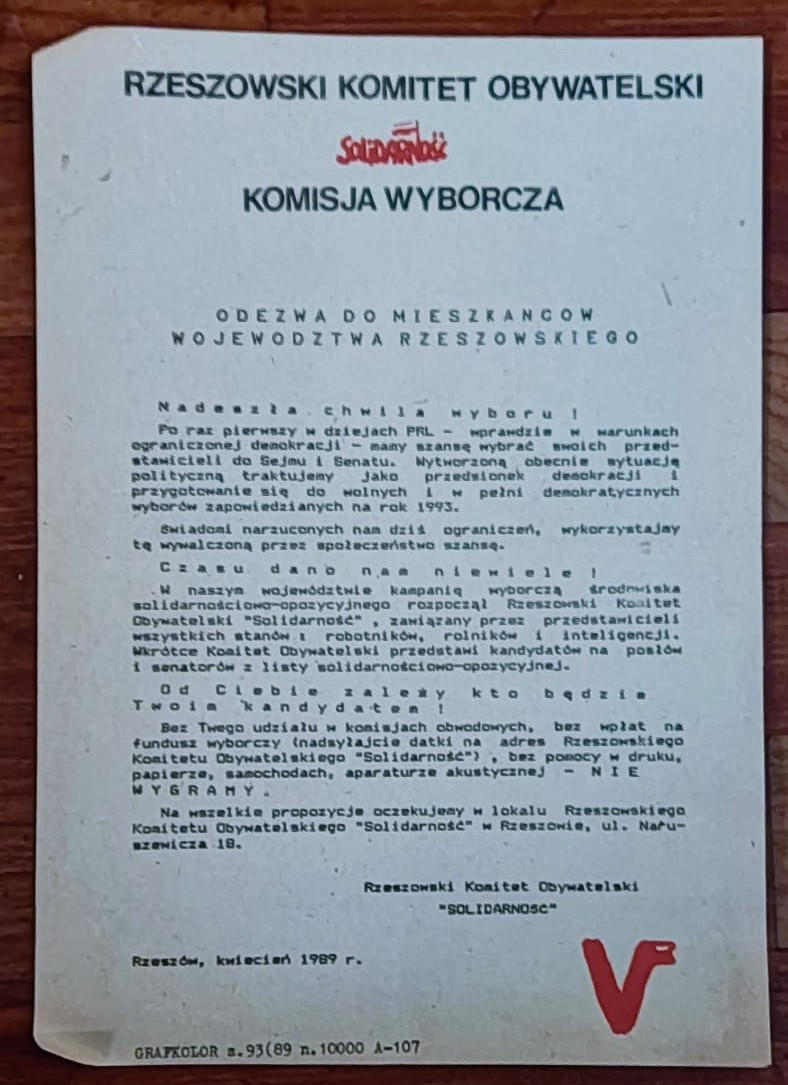 RZESZOWSKI KOMITET OBYWATELSKI
SOLIDARNOŚĆ
KOMISJA WYBORCZA
ODEZWA DO MIESZKANCOW
WOJEWODZTWA RZESZOWSKIEGO
Nadeszła chwila wyboru !
Po raz pierwszy w dziejach PRL - wprawdzie w warunkach
ograniczonej demokracji - mamy szansę wybrać swoich przed-
stawicieli do Sejmu i Senatu. Wytworzoną obecnie sytuację
polityczną traktujemy jako przedsionek demokracji i
przygotowanie się do wolnych i w pełni demokratycznych
wyborów zapowiedzianych na rok 1993.
Świadomi narzuconych nam dziś ograniczeń, wykorzystajmy
tę wywalczoną przez społeczeństwo szansę.
Czasu dano nam niewiele !
W naszym województwie kampanią wyborczą środowiska
solidarnościowo-opozycyjnego rozpoczął Rzeszowski Komitet
Obywatelski "Solidarność" , zawiązany przez przedstawicieli
wszystkich stanów : robotników, rolników i inteligencji.
Wkrótce Komitet Obywatelski przedstawi kandydatów na posłów
i senatorów z listy solidarnościowo-opozycyjnej.
Od Ciebie zależy kto będzie
Twoim kandydatem !
Bez Twego udziału w komisjach obwodowych, bez wpłat na
fundusz wyborczy (nadsyłajcie datki na adres Rzeszowskiego
Komitetu Obywatelskiego "Solidarność") , bez pomocy w druku,
papierze, samochodach, aparaturze akustycznej - NIE
WYGRAMY.
Na wszelkie propozycje oczekujemy w lokalu Rzeszowskiego
Komitetu Obywatelskiego "Solidarność" w Rzeszowie, ul. Naru-
szewicza 18.
Rzeszowski Komitet Obywatelski
"SOLIDARNOŚĆ"
Rzeszów, kwiecień 1989 r.
V
GRAFKOLOR z.93(89 n.10000 A-107